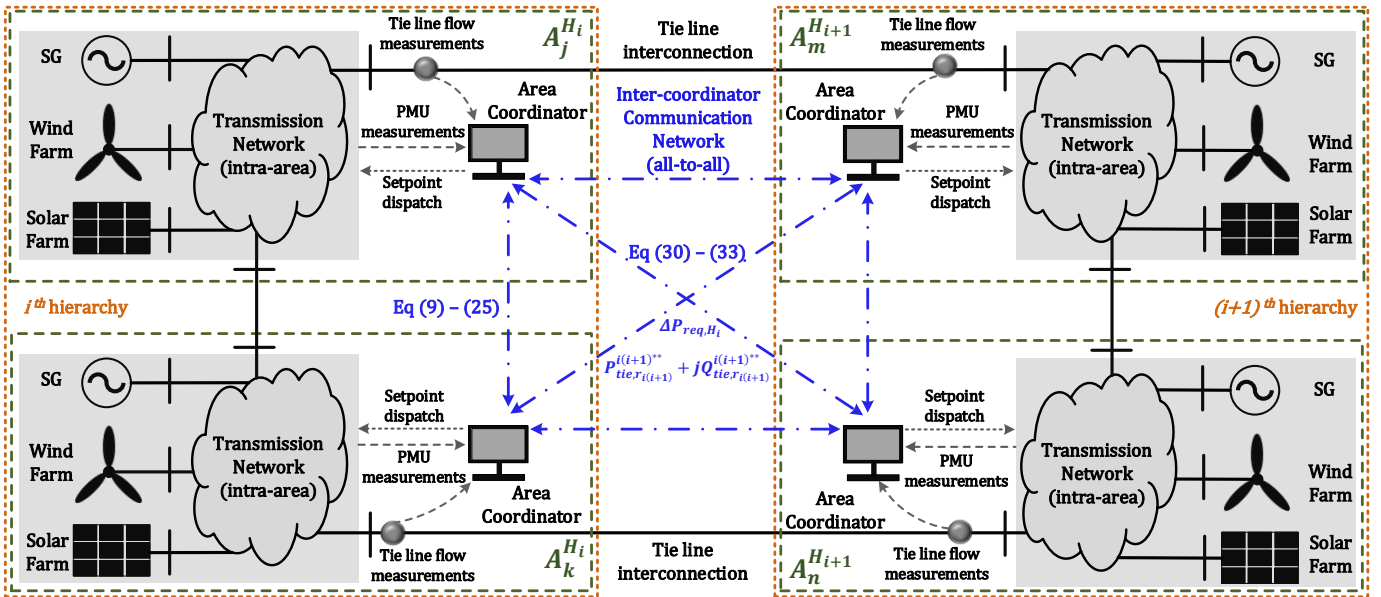 Tie line flow
measurements
A_j^{H_i}
SG
Wind
Farm
Solar
Farm
Transmission
Network
(intra-area)
PMU
measurements
Setpoint
dispatch
Area
Coordinator
Tie line
interconnection
Inter-coordinator
Communication
Network
(all-to-all)
A_m^{H_{i+1}}
Tie line flow
measurements
Area
Coordinator
PMU
measurements
Setpoint
dispatch
Transmission
Network
(intra-area)
SG
Wind
Farm
Solar
Farm
i^{th} hierarchy
Eq (9) – (25)
Eq (30) – (33)
ΔP_{req,H_i}
P_{tie,r_{i(i+1)}}^{i(i+1)**} + jQ_{tie,r_{i(i+1)}}^{i(i+1)**}
(i+1)^{th} hierarchy
SG
Wind
Farm
Solar
Farm
Transmission
Network
(intra-area)
Setpoint
dispatch
PMU
measurements
Area
Coordinator
Tie line flow
measurements
A_k^{H_i}
Tie line
interconnection
Setpoint
dispatch
PMU
measurements
Area
Coordinator
A_n^{H_{i+1}}
Tie line flow
measurements
Transmission
Network
(intra-area)
SG
Wind
Farm
Solar
Farm